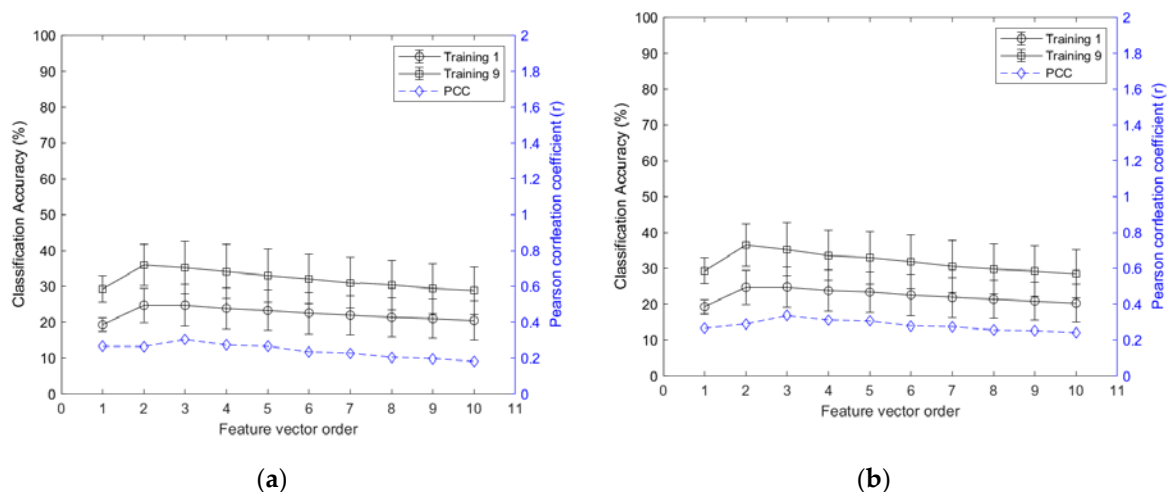 100
90
80
70
60
50
40
30
20
10
0
Classification Accuracy (%)
Training 1
Training 9
PCC
2
1.8
1.6
1.4
1.2
1
0.8
0.6
0.4
0.2
0
Pearson corrleation coefficient (r)
0 1 2 3 4 5 6 7 8 9 10 11
Feature vector order
(a)
100
90
80
70
60
50
40
30
20
10
0
Classification Accuracy (%)
Training 1
Training 9
PCC
2
1.8
1.6
1.4
1.2
1
0.8
0.6
0.4
0.2
0
Pearson corrleation coefficient (r)
0 1 2 3 4 5 6 7 8 9 10 11
Feature vector order
(b)